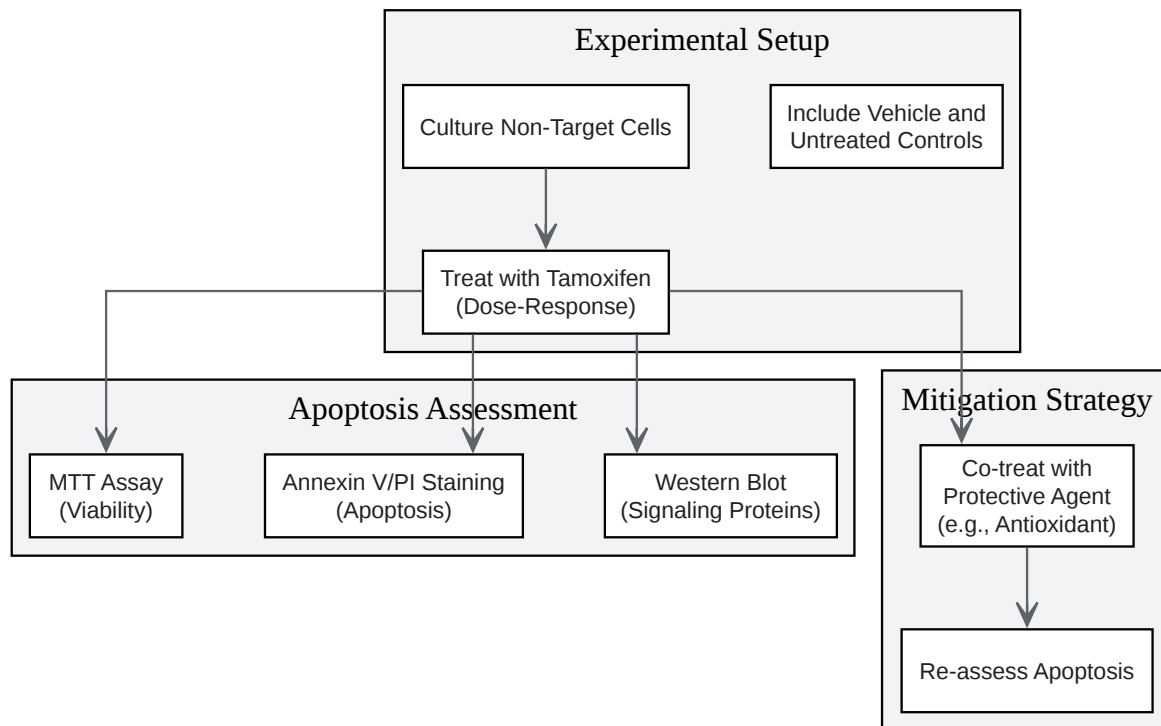 Experimental Setup
Culture Non-Target Cells
Include Vehicle and
Untreated Controls
Treat with Tamoxifen
(Dose-Response)
Apoptosis Assessment
MTT Assay
(Viability)
Annexin V/PI Staining
(Apoptosis)
Western Blot
(Signaling Proteins)
Mitigation Strategy
Co-treat with
Protective Agent
(e.g., Antioxidant)
Re-assess Apoptosis